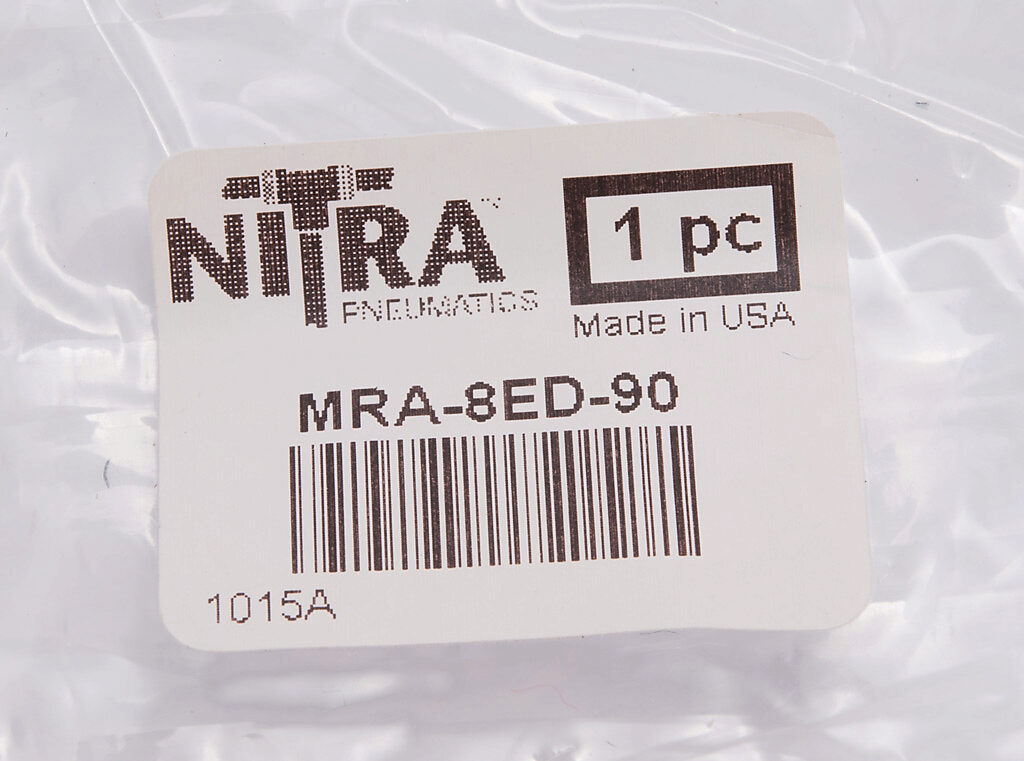 NITRA™
PNEUMATICS
1 pc
Made in USA
MRA-8ED-90
1015A